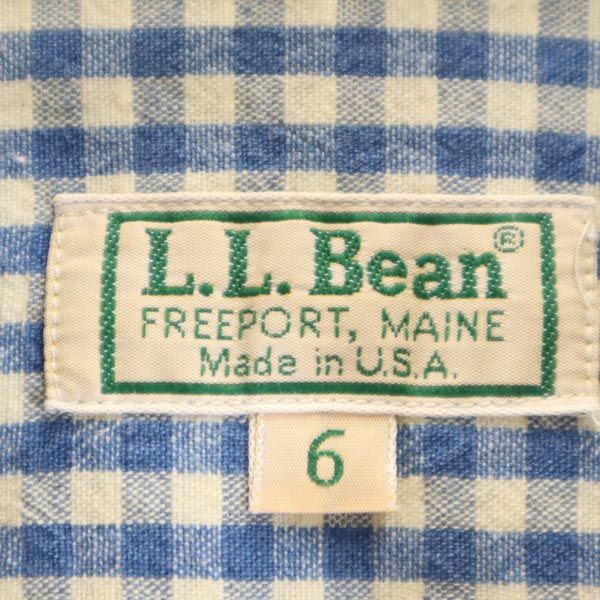 L.L. Bean®
FREEPORT, MAINE
Made in U.S.A.
6